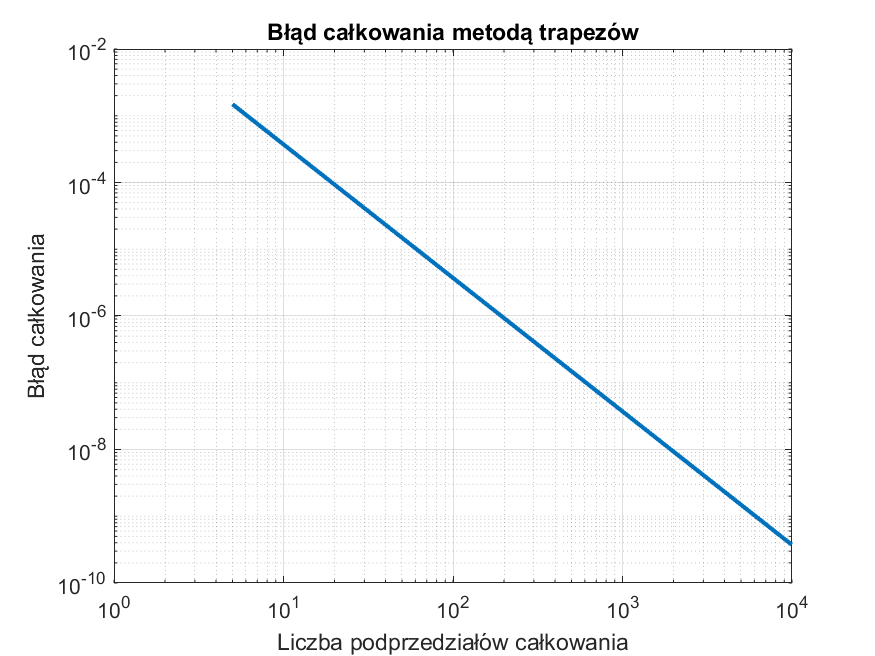 Błąd całkowania metodą trapezów
10^-2
10^-4
10^-6
10^-8
10^-10
Błąd całkowania
10^0 10^1 10^2 10^3 10^4
Liczba podprzedziałów całkowania